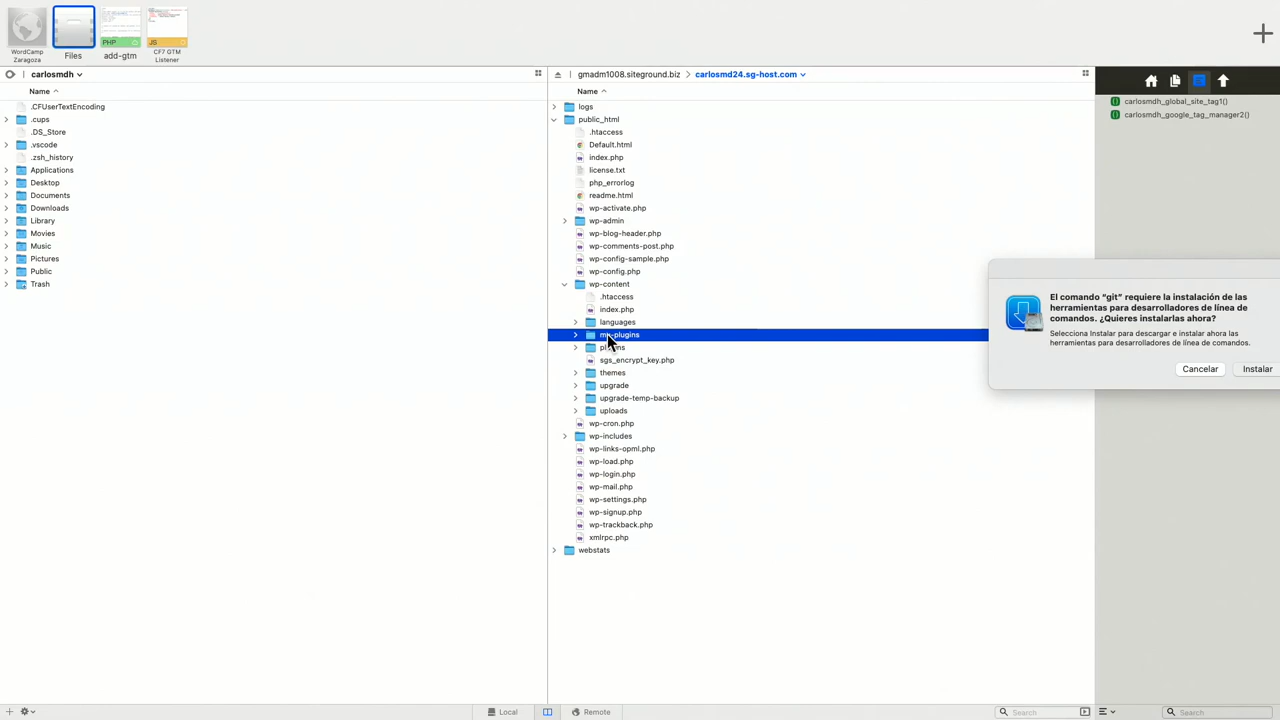 WordCamp
Zaragoza
Files
PHP
add-gtm
JS
CF7 GTM
Listener
carlosmdh
gmadm1008.siteground.biz
carlosmd24.sg-host.com
Name
.CFUserTextEncoding
.cups
.DS_Store
.vscode
.zsh_history
Applications
Desktop
Documents
Downloads
Library
Movies
Music
Pictures
Public
Trash
Name
logs
public_html
.htaccess
Default.html
index.php
license.txt
php_errorlog
readme.html
wp-activate.php
wp-admin
wp-blog-header.php
wp-comments-post.php
wp-config-sample.php
wp-config.php
wp-content
.htaccess
index.php
languages
mu-plugins
plugins
sgs_encrypt_key.php
themes
upgrade
upgrade-temp-backup
uploads
wp-cron.php
wp-includes
wp-links-opml.php
wp-load.php
wp-login.php
wp-mail.php
wp-settings.php
wp-signup.php
wp-trackback.php
xmlrpc.php
webstats
carlosmdh_global_site_tag1()
carlosmdh_google_tag_manager2()
El comando “git” requiere la instalación de las
herramientas para desarrolladores de línea de
comandos. ¿Quieres instalarlas ahora?
Selecciona Instalar para descargar e instalar ahora las
herramientas para desarrolladores de línea de comandos.
Cancelar
Instalar
Local
Remote
Search
Search